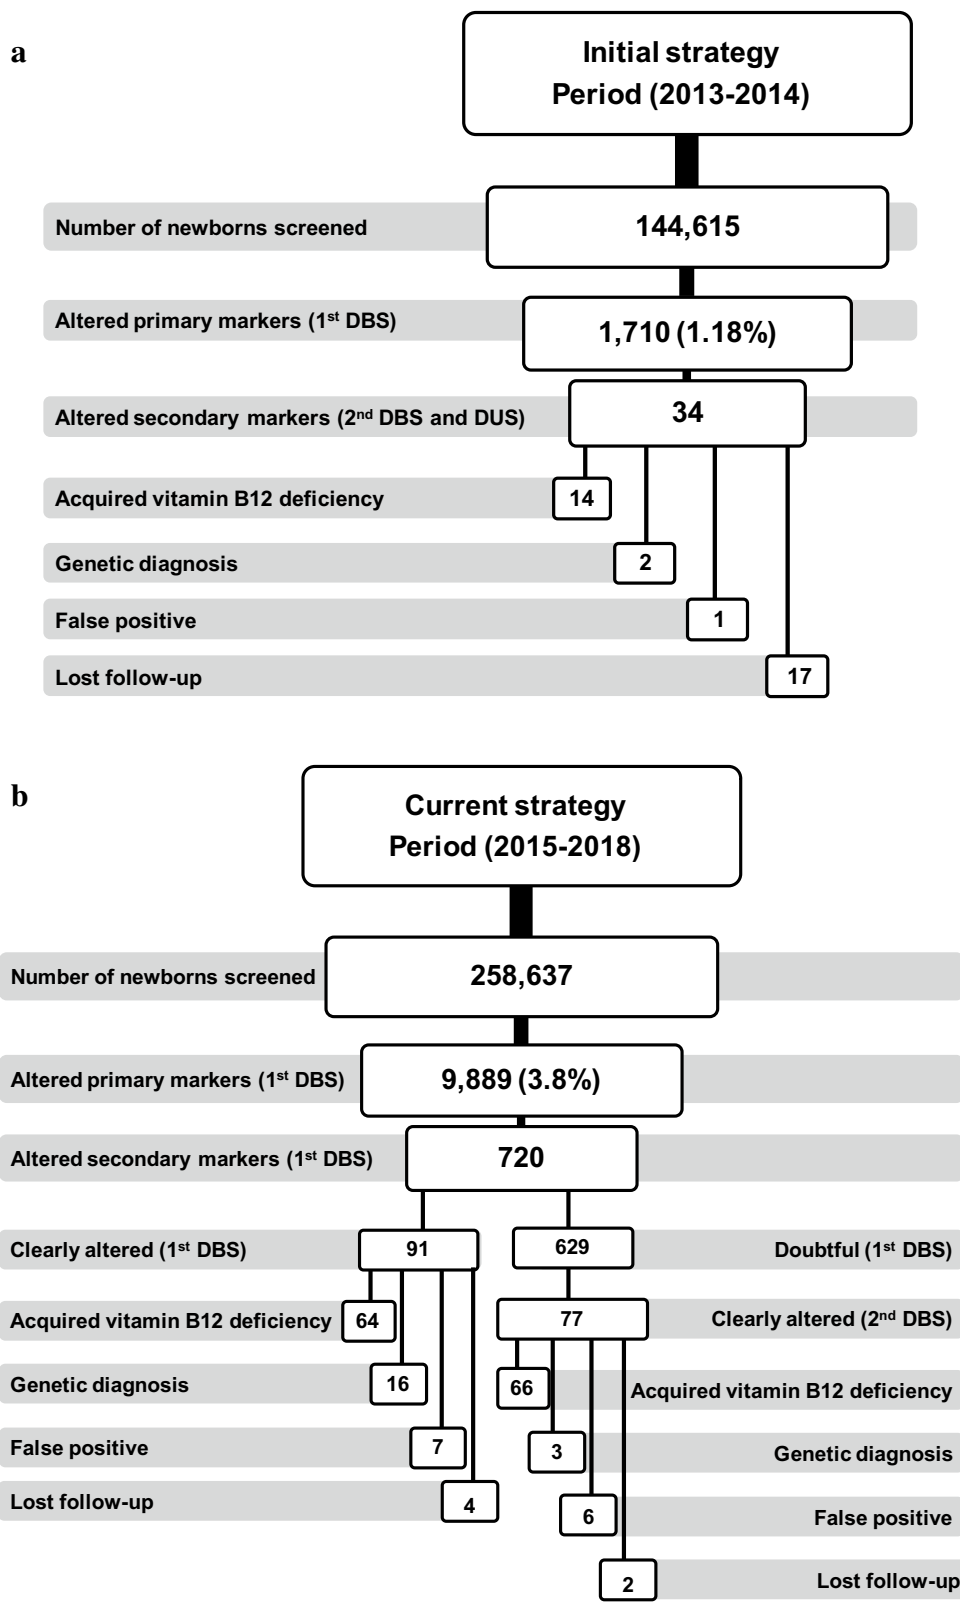 a
Initial strategy
Period (2013-2014)
Number of newborns screened
144,615
Altered primary markers (1st DBS)
1,710 (1.18%)
Altered secondary markers (2nd DBS and DUS)
34
Acquired vitamin B12 deficiency
14
Genetic diagnosis
2
False positive
1
Lost follow-up
17
b
Current strategy
Period (2015-2018)
Number of newborns screened
258,637
Altered primary markers (1st DBS)
9,889 (3.8%)
Altered secondary markers (1st DBS)
720
Clearly altered (1st DBS)
91
629
Doubtful (1st DBS)
Acquired vitamin B12 deficiency
64
77
Clearly altered (2nd DBS)
Genetic diagnosis
16
66
Acquired vitamin B12 deficiency
False positive
7
3
Genetic diagnosis
Lost follow-up
4
6
False positive
2
Lost follow-up